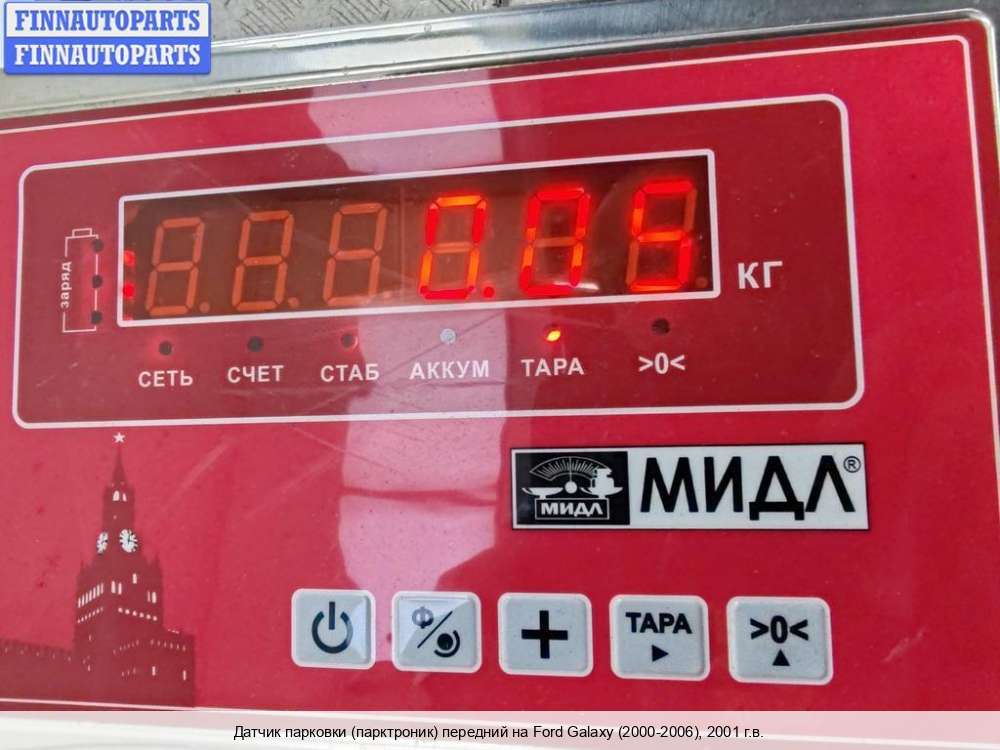 FINNAUTOPARTS
FINNAUTOPARTS
заряд
0.05
КГ
СЕТЬ СЧЕТ СТАБ АККУМ ТАРА >0<
МИДЛ МИДЛ®
Ф ТАРА >0<
Датчик парковки (парктроник) передний на Ford Galaxy (2000-2006), 2001 г.в.